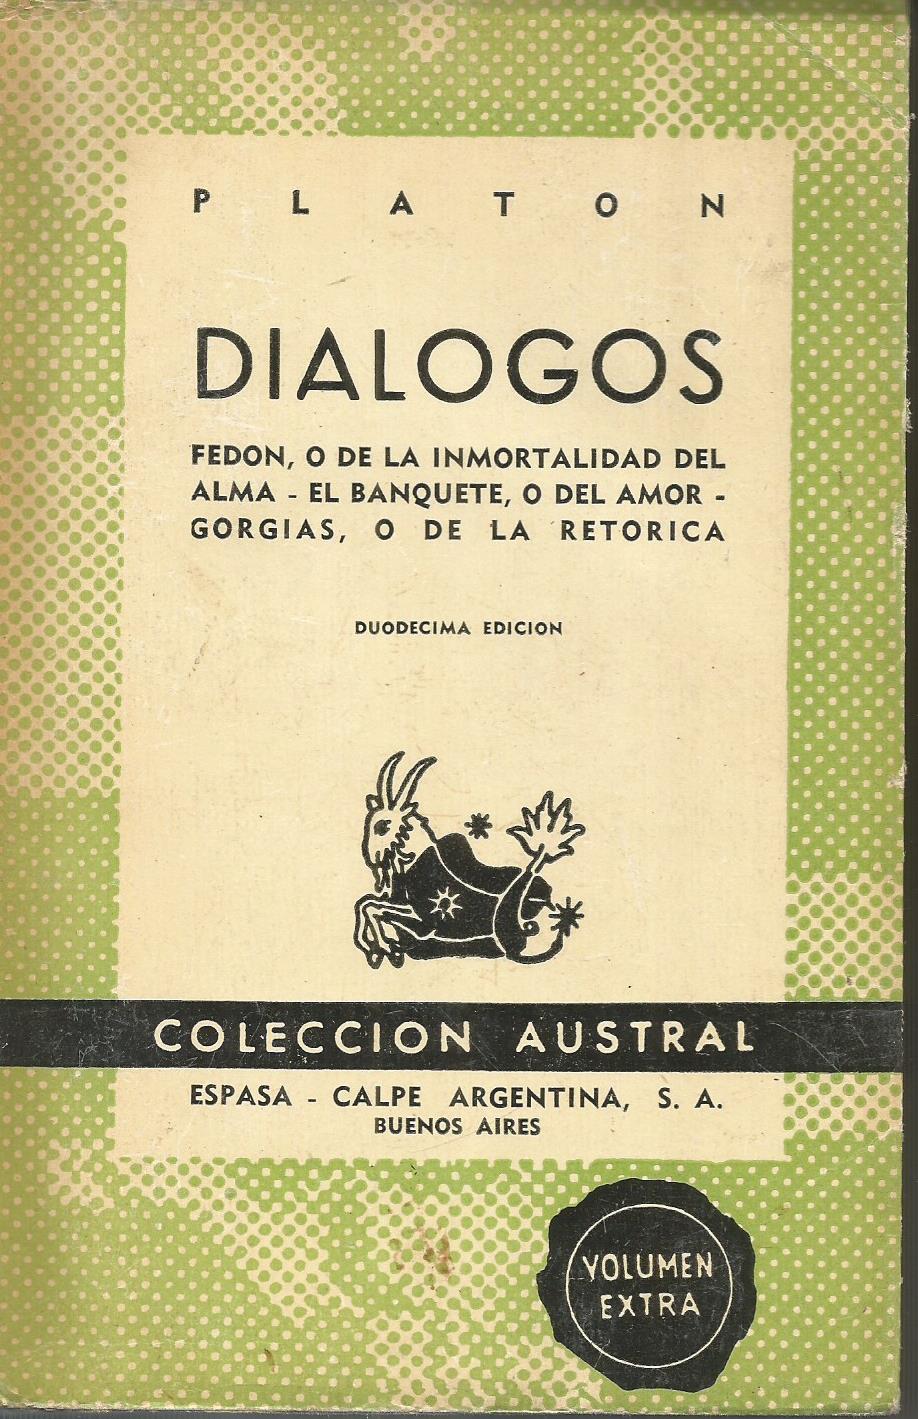 PLATON
DIALOGOS
FEDON, O DE LA INMORTALIDAD DEL
ALMA - EL BANQUETE, O DEL AMOR -
GORGIAS, O DE LA RETORICA
DUODECIMA EDICION
COLECCION AUSTRAL
ESPASA - CALPE ARGENTINA, S. A.
BUENOS AIRES
VOLUMEN
EXTRA